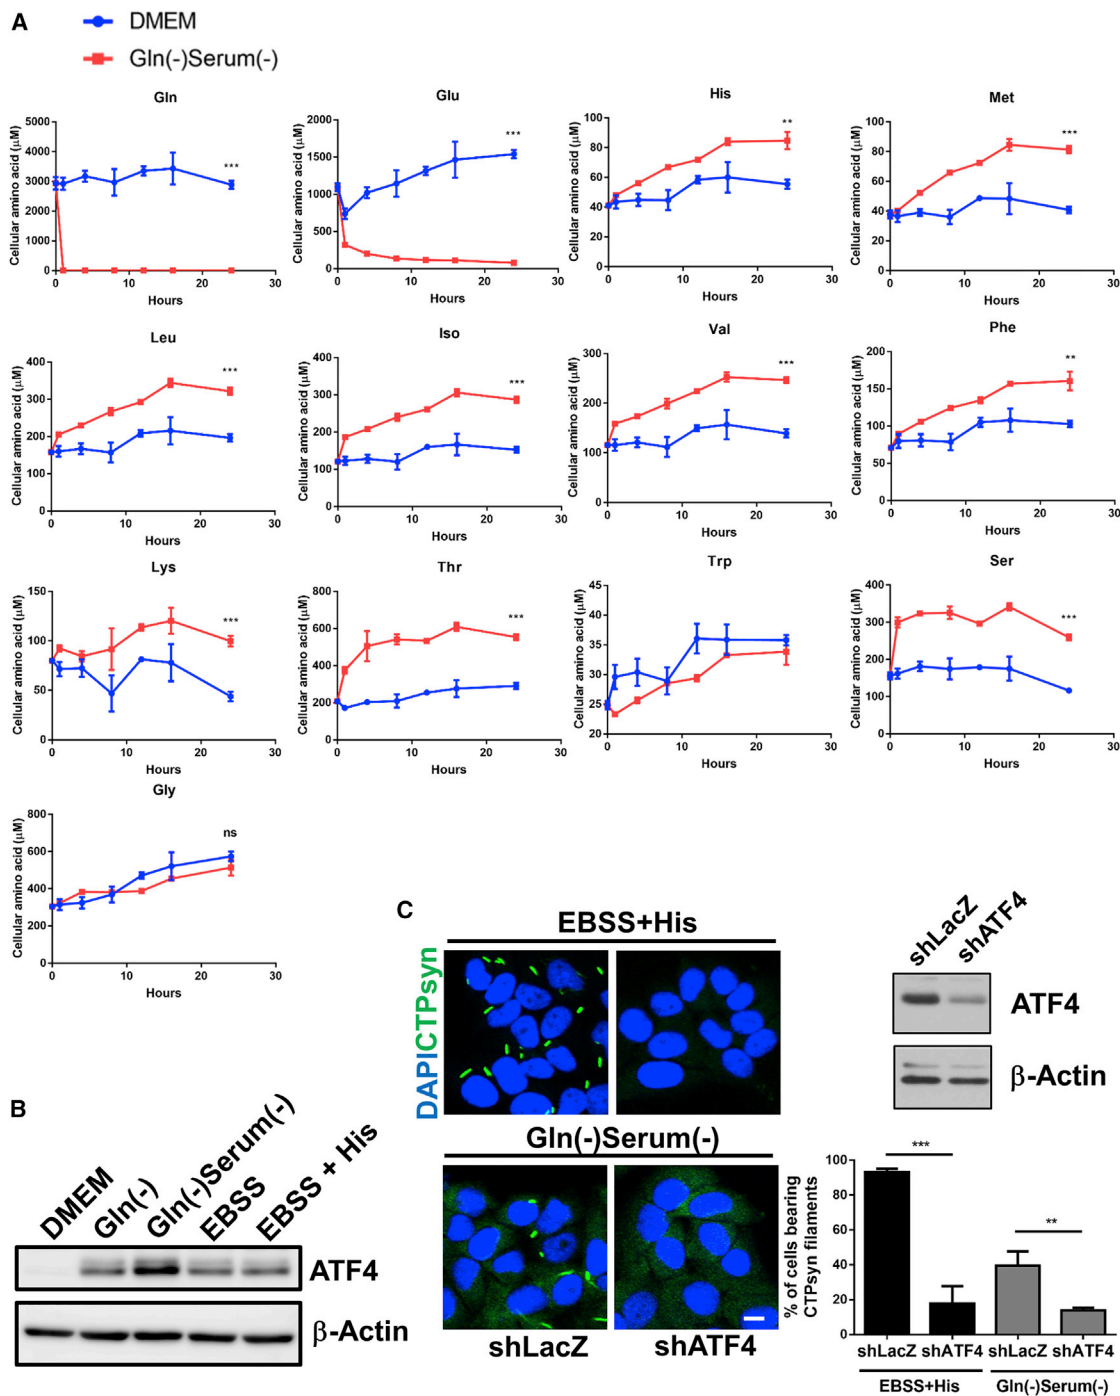 A
DMEM
Gln(-)Serum(-)
Gln
Glu
His
Met
Cellular amino acid (μM)
5000
4000
3000
2000
1000
0
***
0 10 20 30
Hours
Cellular amino acid (μM)
2000
1500
1000
500
0
***
0 10 20 30
Hours
Cellular amino acid (μM)
100
80
60
40
20
0
**
0 10 20 30
Hours
Cellular amino acid (μM)
100
80
60
40
20
0
***
0 10 20 30
Hours
Leu
Iso
Val
Phe
Cellular amino acid (μM)
400
300
200
100
0
***
0 10 20 30
Hours
Cellular amino acid (μM)
400
300
200
100
0
***
0 10 20 30
Hours
Cellular amino acid (μM)
300
200
100
0
***
0 10 20 30
Hours
Cellular amino acid (μM)
200
150
100
50
0
**
0 10 20 30
Hours
Lys
Thr
Trp
Ser
Cellular amino acid (μM)
150
100
50
0
***
0 10 20 30
Hours
Cellular amino acid (μM)
800
600
400
200
0
***
0 10 20 30
Hours
Cellular amino acid (μM)
45
40
35
30
25
20
0 10 20 30
Hours
Cellular amino acid (μM)
400
300
200
100
0
***
0 10 20 30
Hours
Gly
Cellular amino acid (μM)
800
600
400
200
0
ns
0 10 20 30
Hours
B
DMEM
Gln(-)
Gln(-)Serum(-)
EBSS
EBSS + His
ATF4
β-Actin
C
EBSS+His
DAPICTPsyn
Gln(-)Serum(-)
shLacZ
shATF4
shLacZ
shATF4
ATF4
β-Actin
% of cells bearing
CTPsyn filaments
100
80
60
40
20
0
***
**
shLacZ shATF4 shLacZ shATF4
EBSS+His
Gln(-)Serum(-)